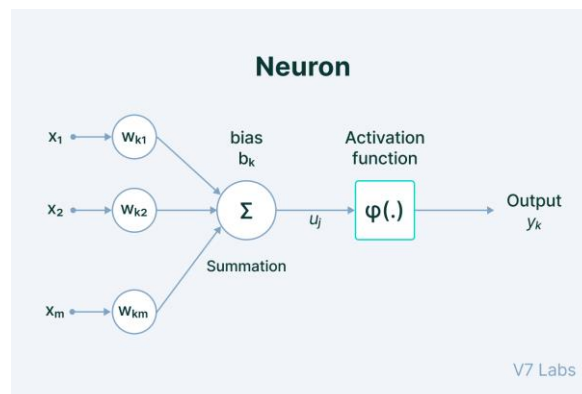 Neuron
x₁
wₖ₁
bias
bₖ
Activation
function
x₂
wₖ₂
Σ
uⱼ
φ(.)
Output
yₖ
Summation
xₘ
wₖₘ
V7 Labs